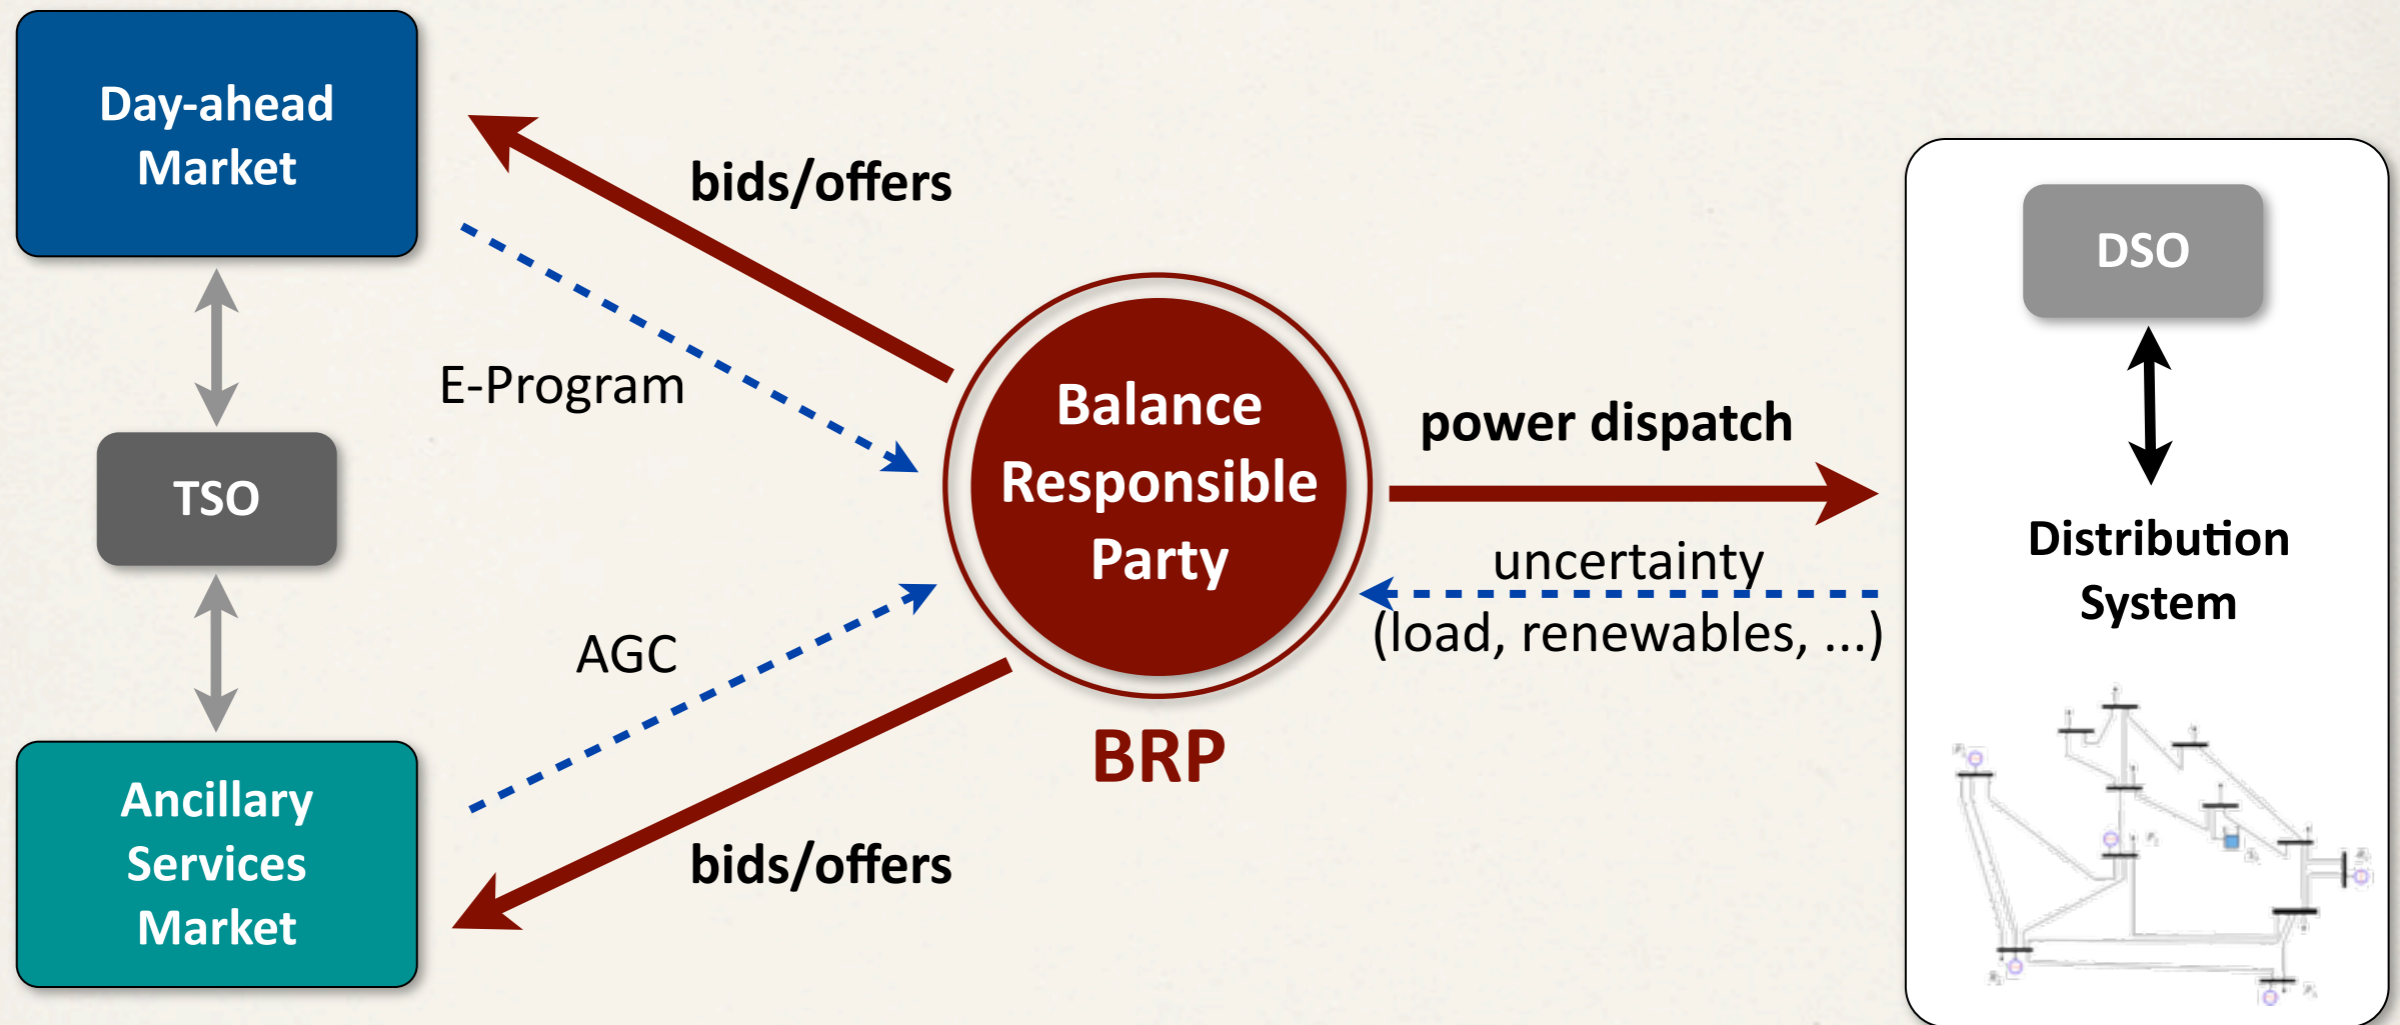 Day-ahead
Market
bids/offers
E-Program
TSO
AGC
Ancillary
Services
Market
bids/offers
Balance
Responsible
Party
BRP
power dispatch
uncertainty
(load, renewables, ...)
DSO
Distribution
System